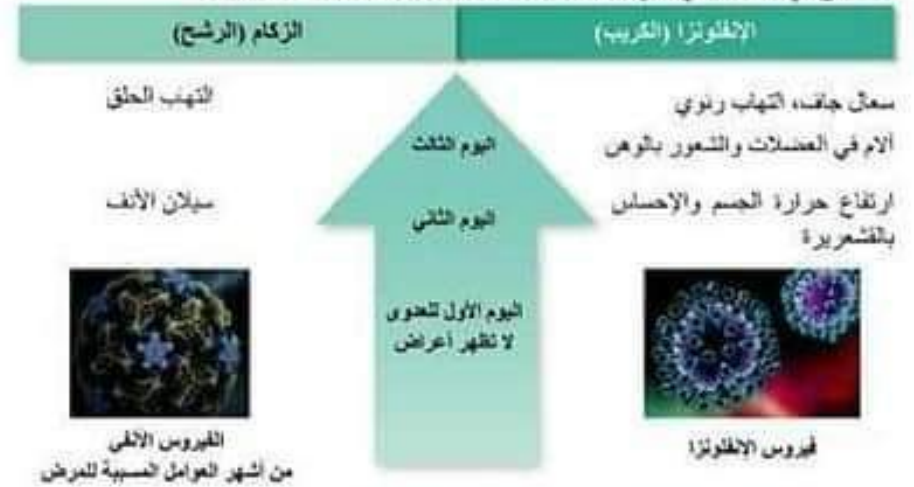 الإنفلونزا (الكريب)
الزكام (الرشح)
سعال جاف، التهاب رئوي
آلام في العضلات والشعور بالوهن
اليوم الثالث
التهاب الحلق
ارتفاع حرارة الجسم والإحساس
بالقشعريرة
اليوم الثاني
سيلان الأنف
اليوم الأول للعدوى
لا تظهر أعراض
فيروس الإنفلونزا
الفيروس الأنفي
من أشهر العوامل المسببة للمرض